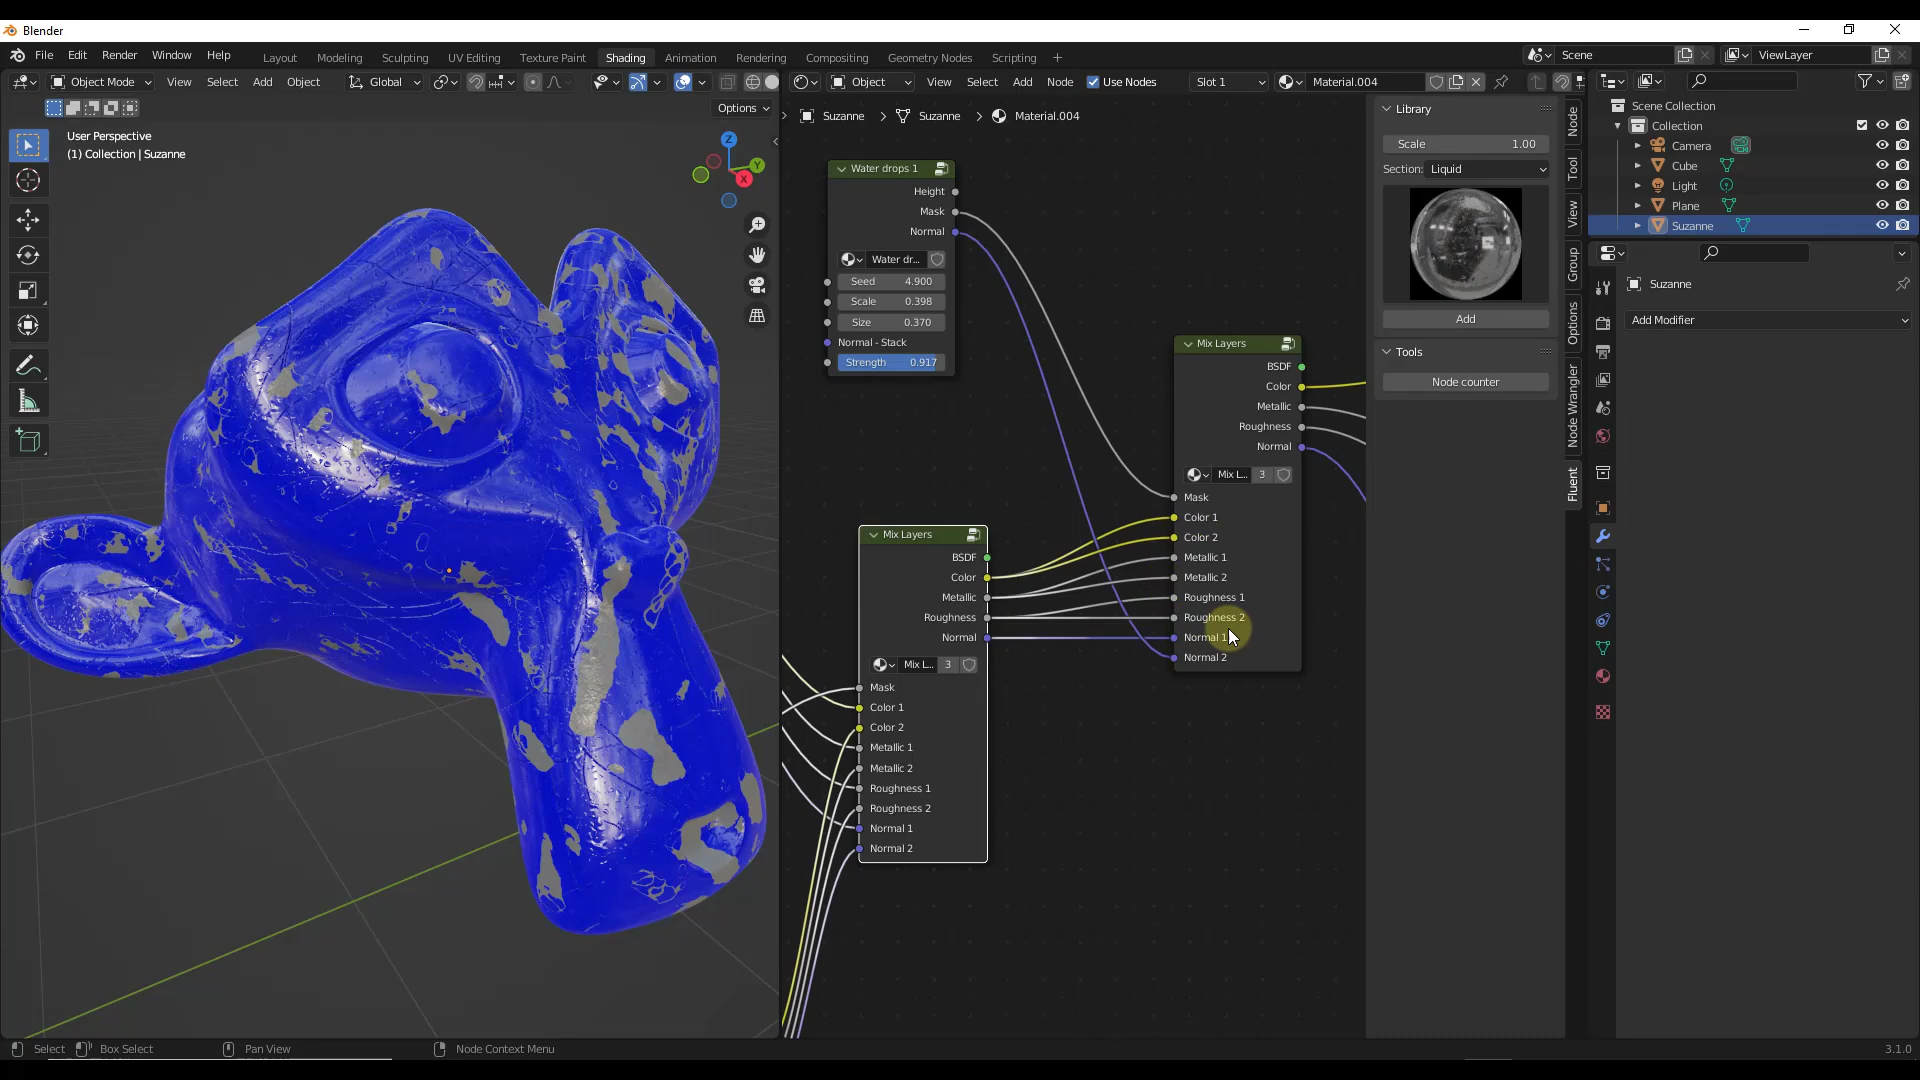 Blender
File Edit Render Window Help
Layout Modeling Sculpting UV Editing Texture Paint Shading Animation Rendering Compositing Geometry Nodes Scripting +
Scene
ViewLayer
Object Mode View Select Add Object Global
Object View Select Add Node Use Nodes Slot 1 Material.004
Options
User Perspective
(1) Collection | Suzanne
Z
Y
X
Suzanne > Suzanne > Material.004
Water drops 1
Height
Mask
Normal
Water dr...
Seed 4.900
Scale 0.398
Size 0.370
Normal - Stack
Strength 0.917
Mix Layers
BSDF
Color
Metallic
Roughness
Normal
Mix L... 3
Mask
Color 1
Color 2
Metallic 1
Metallic 2
Roughness 1
Roughness 2
Normal 1
Normal 2
Mix Layers
BSDF
Color
Metallic
Roughness
Normal
Mix L... 3
Mask
Color 1
Color 2
Metallic 1
Metallic 2
Roughness 1
Roughness 2
Normal 1
Normal 2
Library
Scale 1.00
Section: Liquid
Add
Tools
Node counter
Node
Tool
View
Group
Options
Node Wrangler
Fluent
Scene Collection
Collection
Camera
Cube
Light
Plane
Suzanne
Suzanne
Add Modifier
Select Box Select Pan View Node Context Menu
3.1.0